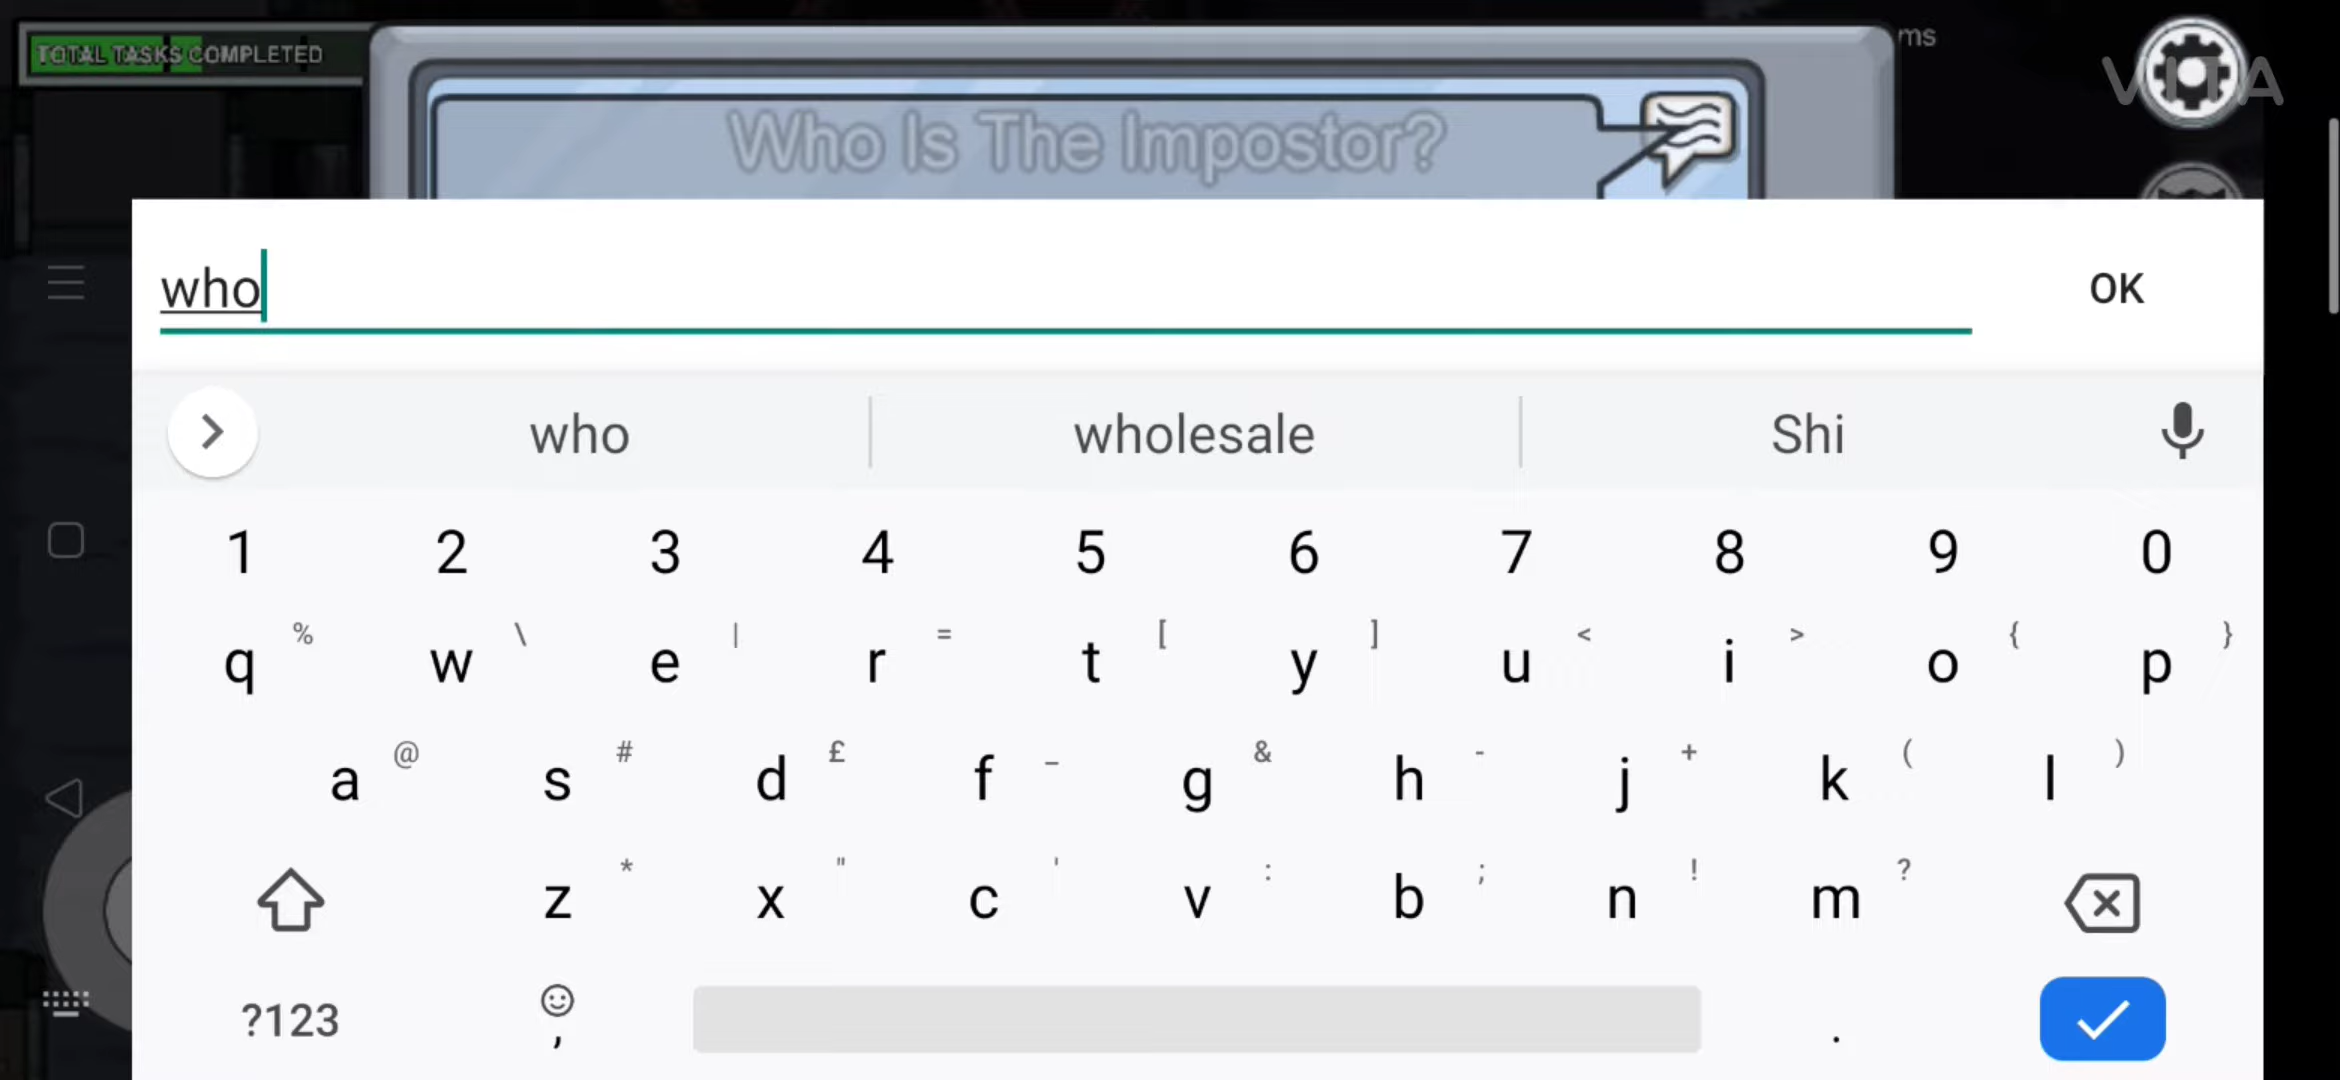 TOTAL TASKS COMPLETED
ms
VITA
Who Is The Impostor?
who
OK
who wholesale Shi
1 2 3 4 5 6 7 8 9 0
% \ | = [ ] < > { }
q w e r t y u i o p
@ # £ _ & - + ( )
a s d f g h j k l
* " ' : ; ! ?
z x c v b n m
?123 , .